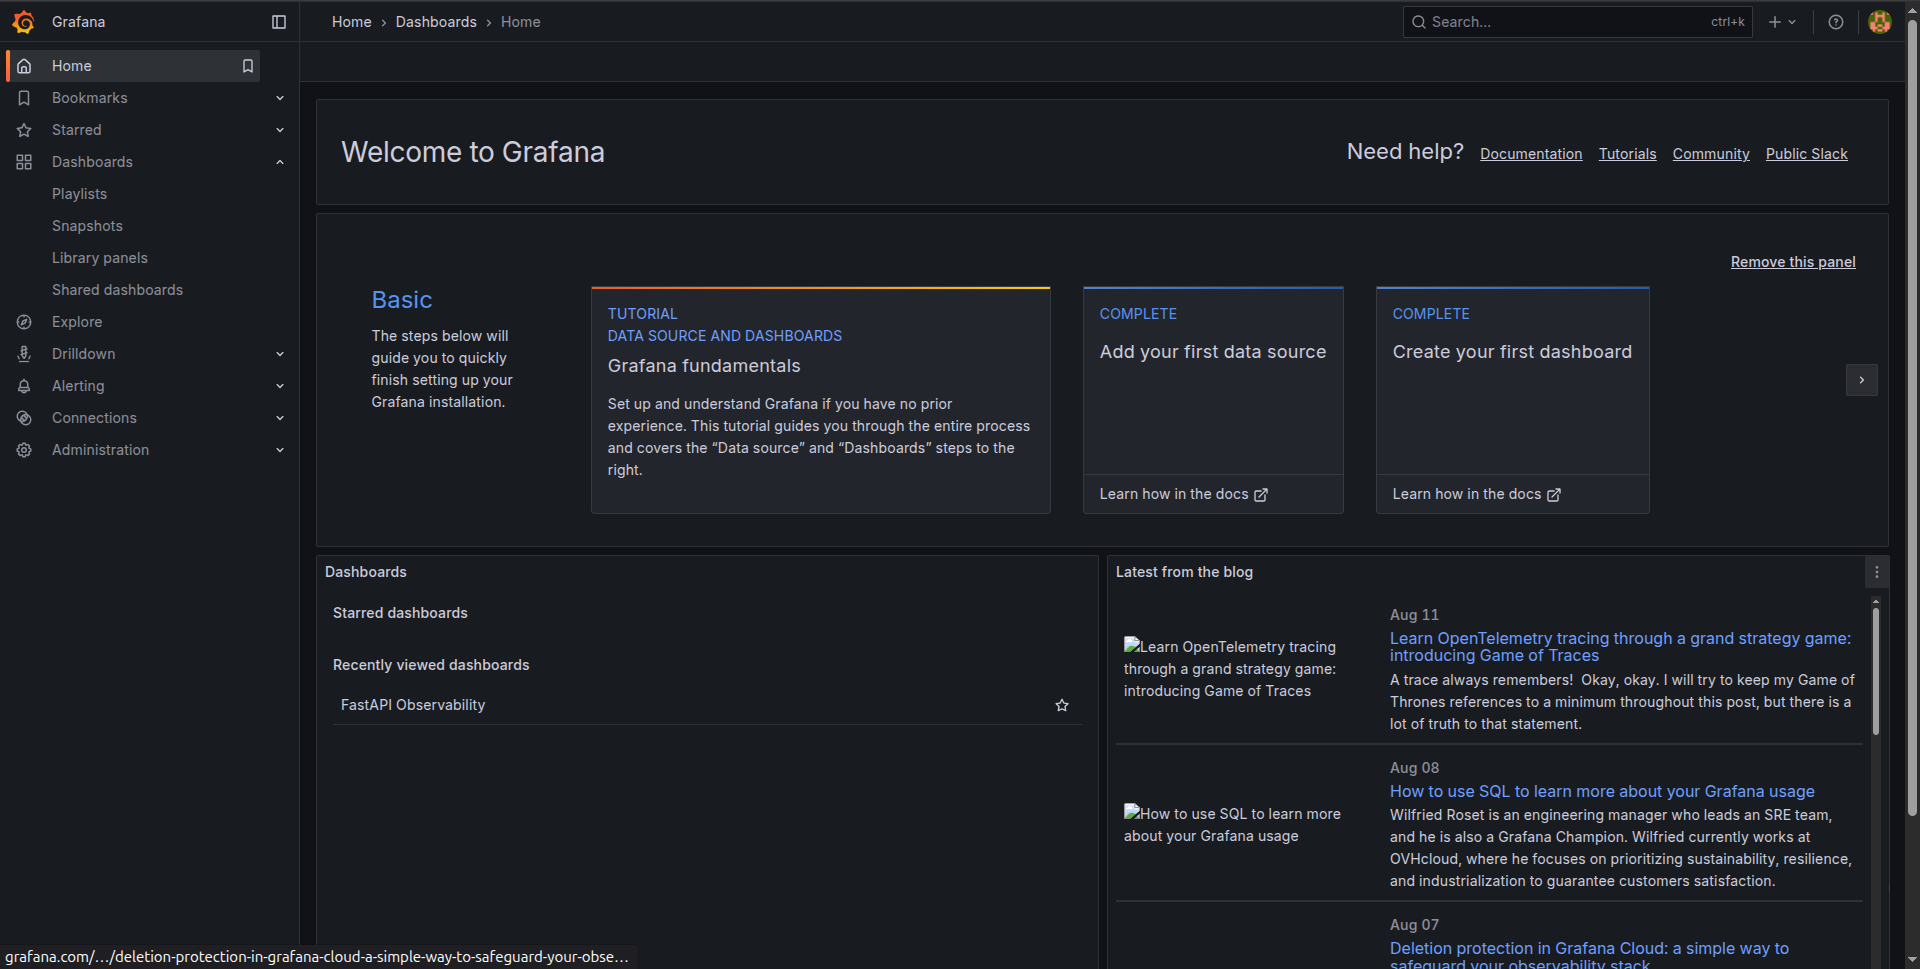 Grafana
Home › Dashboards › Home
Search... ctrl+k
Home
Bookmarks
Starred
Dashboards
Playlists
Snapshots
Library panels
Shared dashboards
Explore
Drilldown
Alerting
Connections
Administration
Welcome to Grafana
Need help? Documentation Tutorials Community Public Slack
Remove this panel
Basic
The steps below will
guide you to quickly
finish setting up your
Grafana installation.
TUTORIAL
DATA SOURCE AND DASHBOARDS
Grafana fundamentals
Set up and understand Grafana if you have no prior
experience. This tutorial guides you through the entire process
and covers the “Data source” and “Dashboards” steps to the
right.
COMPLETE
Add your first data source
Learn how in the docs
COMPLETE
Create your first dashboard
Learn how in the docs
Dashboards
Starred dashboards
Recently viewed dashboards
FastAPI Observability
Latest from the blog
Learn OpenTelemetry tracing
through a grand strategy game:
introducing Game of Traces
Aug 11
Learn OpenTelemetry tracing through a grand strategy game:
introducing Game of Traces
A trace always remembers! Okay, okay. I will try to keep my Game of
Thrones references to a minimum throughout this post, but there is a
lot of truth to that statement.
How to use SQL to learn more
about your Grafana usage
Aug 08
How to use SQL to learn more about your Grafana usage
Wilfried Roset is an engineering manager who leads an SRE team,
and he is also a Grafana Champion. Wilfried currently works at
OVHcloud, where he focuses on prioritizing sustainability, resilience,
and industrialization to guarantee customers satisfaction.
Aug 07
Deletion protection in Grafana Cloud: a simple way to
safeguard your observability stack
grafana.com/…/deletion-protection-in-grafana-cloud-a-simple-way-to-safeguard-your-obse…